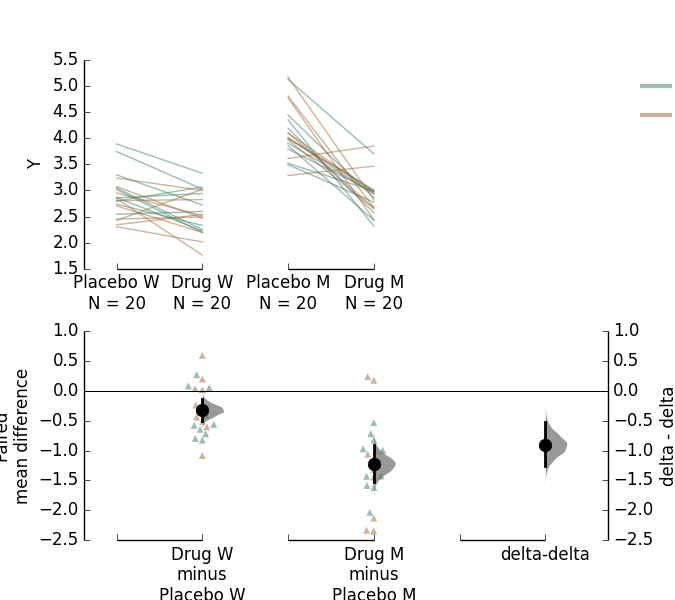 5.5
5.0
4.5
4.0
3.5
3.0
2.5
2.0
1.5
Y
Placebo W
N = 20
Drug W
N = 20
Placebo M
N = 20
Drug M
N = 20
1.0
0.5
0.0
−0.5
−1.0
−1.5
−2.0
−2.5
Paired
mean difference
Drug W
minus
Placebo W
Drug M
minus
Placebo M
delta-delta
1.0
0.5
0.0
−0.5
−1.0
−1.5
−2.0
−2.5
delta - delta